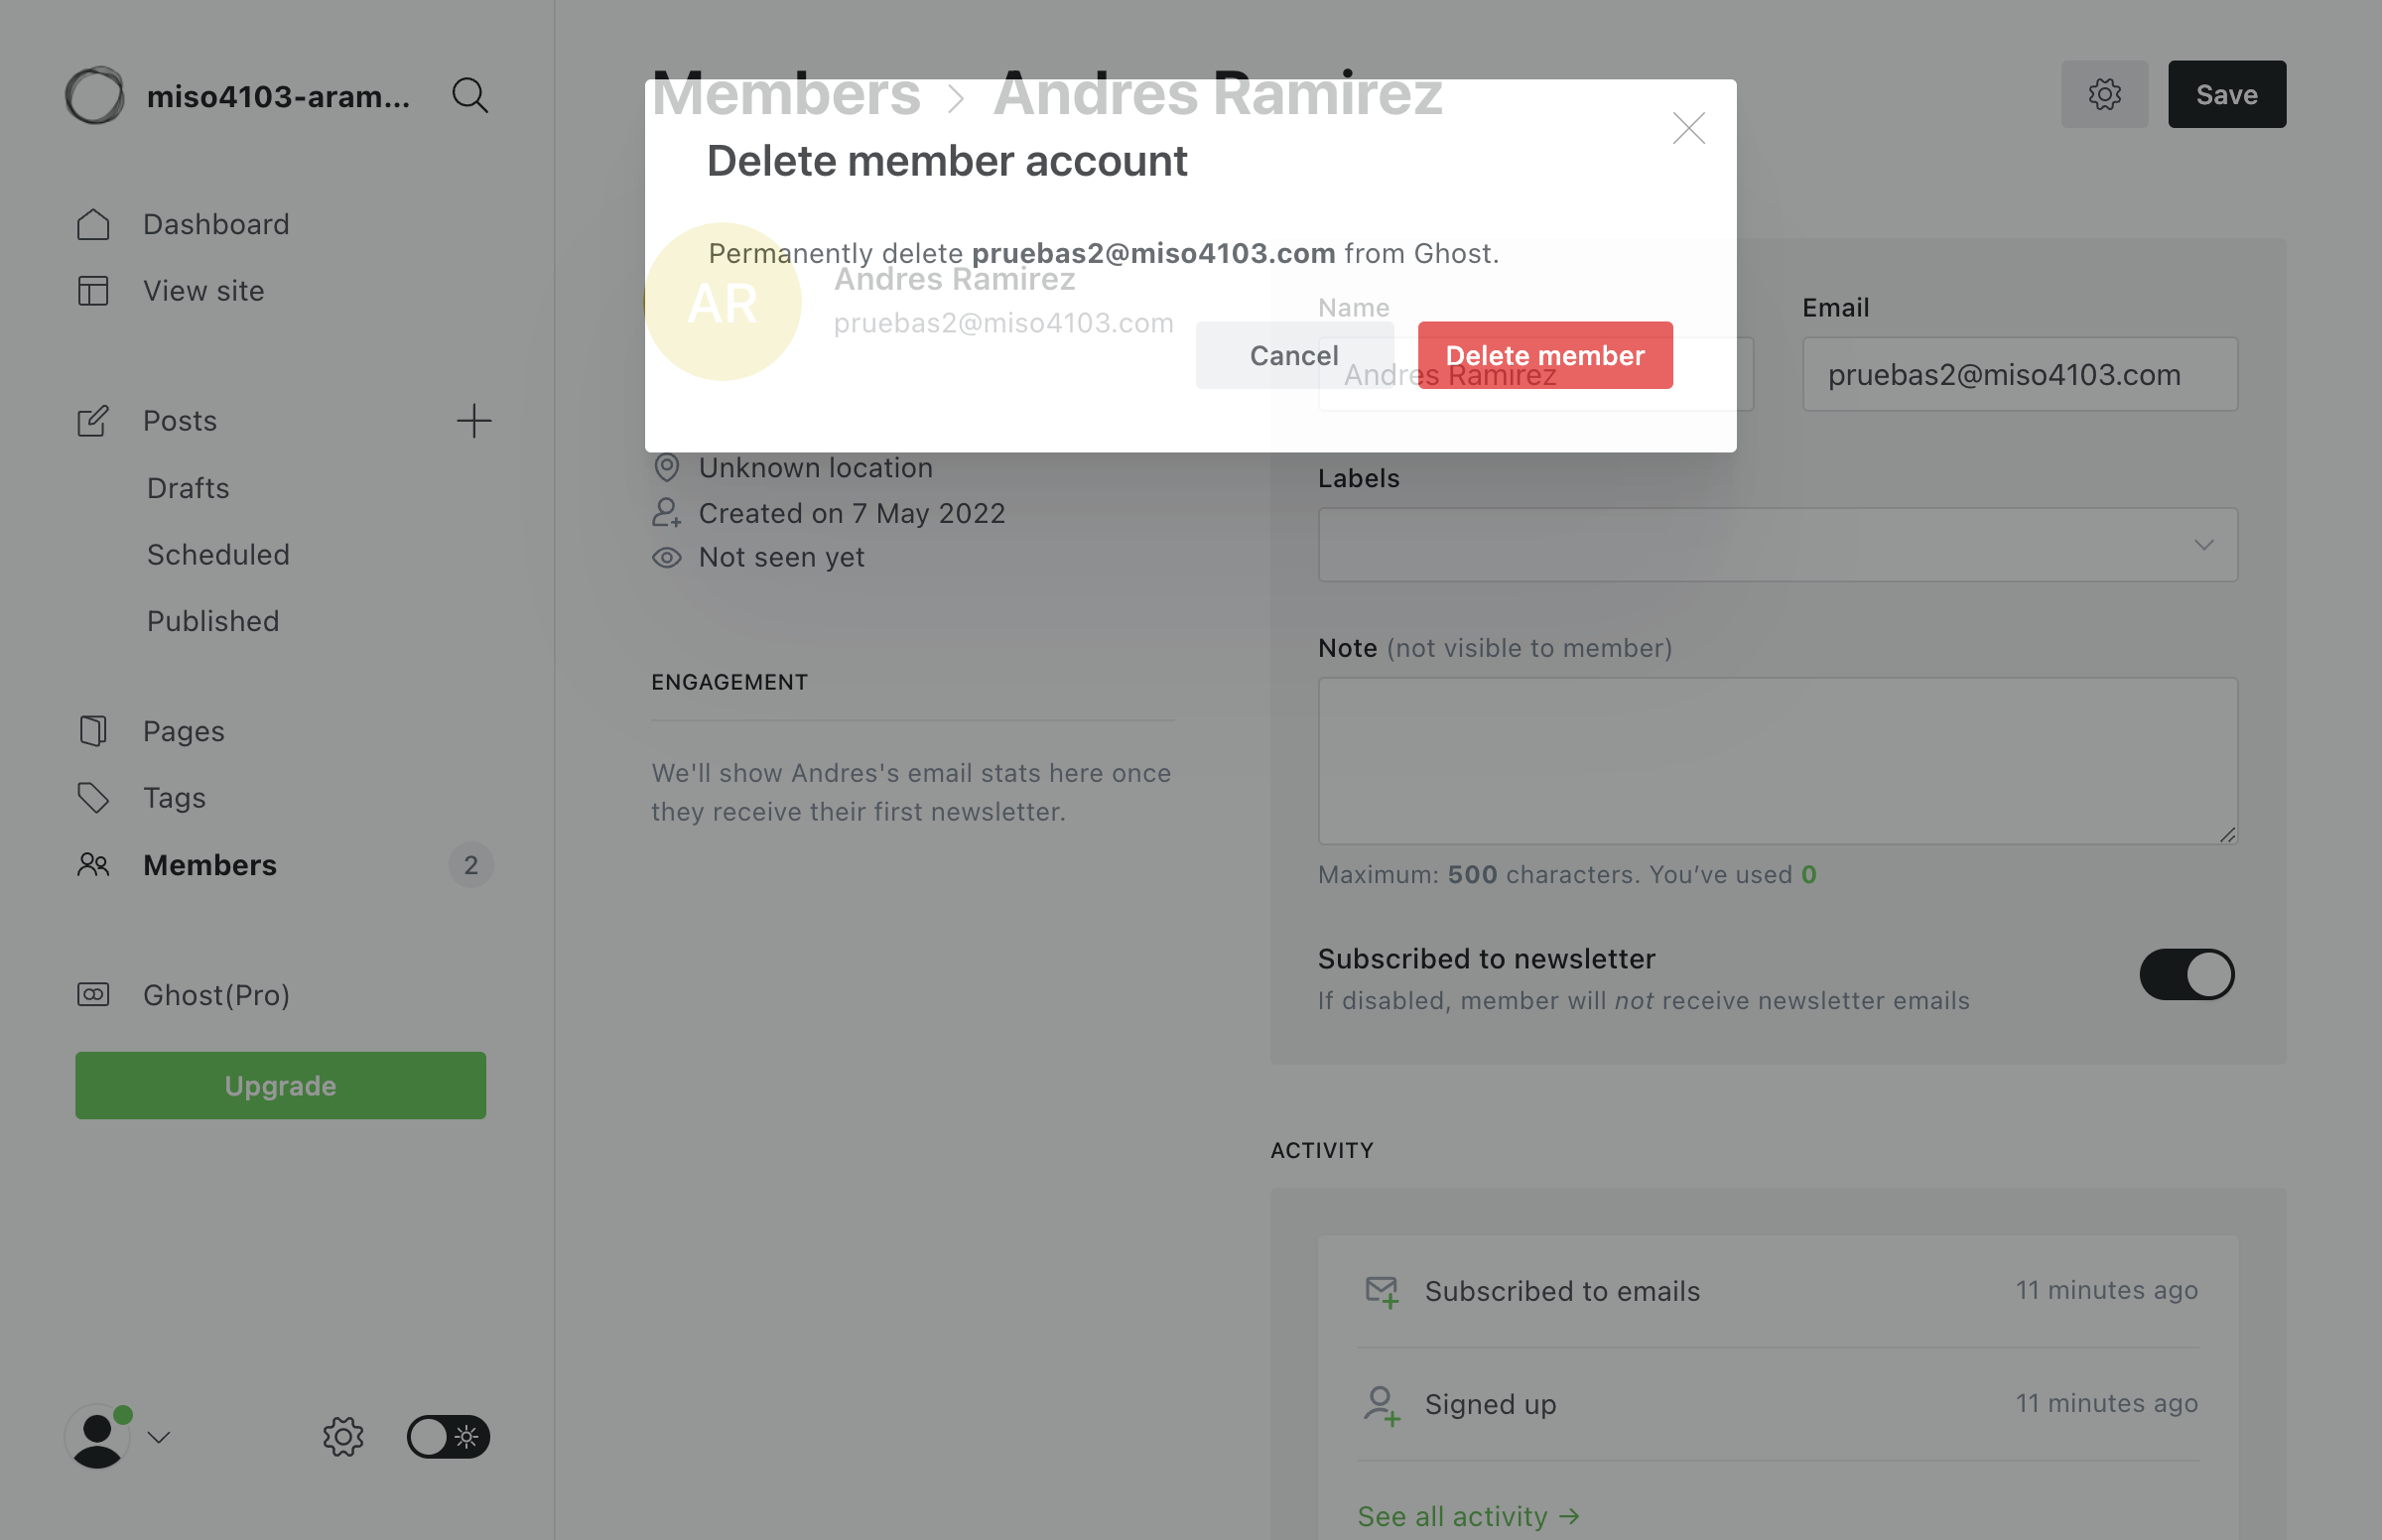 miso4103-aram...
Dashboard
View site
Posts
Drafts
Scheduled
Published
Pages
Tags
Members 2
Ghost(Pro)
Upgrade
Members > Andres Ramirez
Save
Delete member account
Permanently delete pruebas2@miso4103.com from Ghost.
Cancel
Delete member
AR
Andres Ramirez
pruebas2@miso4103.com
Unknown location
Created on 7 May 2022
Not seen yet
ENGAGEMENT
We'll show Andres's email stats here once
they receive their first newsletter.
Name
Andres Ramirez
Email
pruebas2@miso4103.com
Labels
Note (not visible to member)
Maximum: 500 characters. You’ve used 0
Subscribed to newsletter
If disabled, member will not receive newsletter emails
ACTIVITY
Subscribed to emails 11 minutes ago
Signed up 11 minutes ago
See all activity →